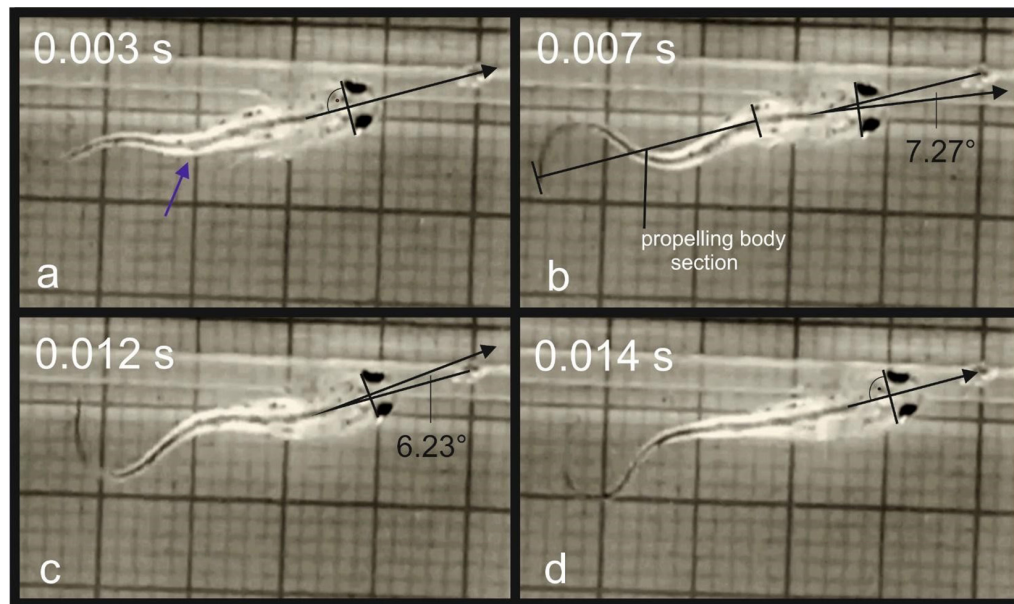 0.003 s
a
0.007 s
7.27°
propelling body
section
b
0.012 s
6.23°
c
0.014 s
d